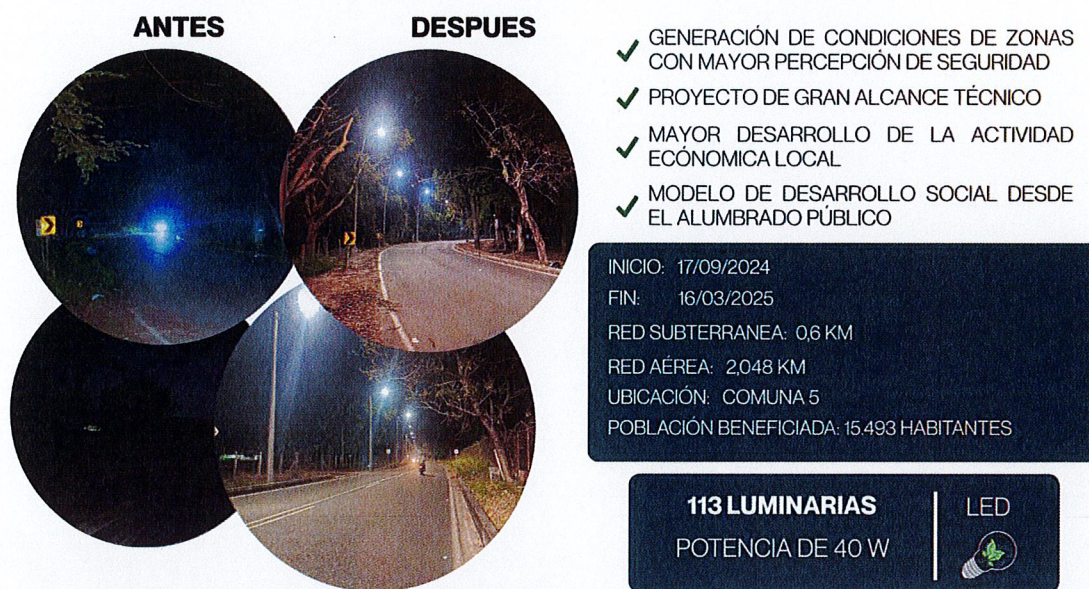 ANTES
DESPUES
GENERACIÓN DE CONDICIONES DE ZONAS
CON MAYOR PERCEPCIÓN DE SEGURIDAD
PROYECTO DE GRAN ALCANCE TÉCNICO
MAYOR DESARROLLO DE LA ACTIVIDAD
ECÓNOMICA LOCAL
MODELO DE DESARROLLO SOCIAL DESDE
EL ALUMBRADO PÚBLICO
INICIO: 17/09/2024
FIN: 16/03/2025
RED SUBTERRANEA: 0,6 KM
RED AÉREA: 2,048 KM
UBICACIÓN: COMUNA 5
POBLACIÓN BENEFICIADA: 15.493 HABITANTES
113 LUMINARIAS
POTENCIA DE 40 W
LED